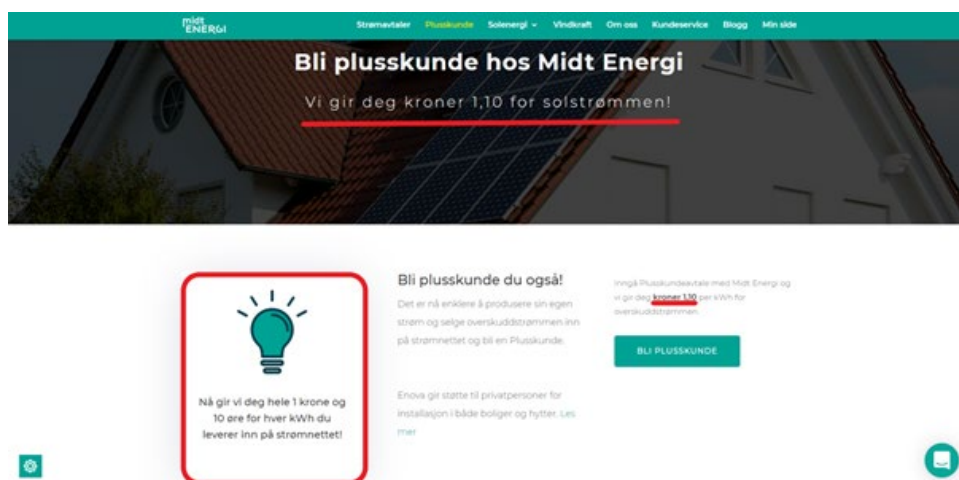 midt
ENERGI
Strømavtaler Plusskunde Solenergi Vindkraft Om oss Kundeservice Blogg Min side
Bli plusskunde hos Midt Energi
Vi gir deg kroner 1,10 for solstrømmen!
Nå gir vi deg hele 1 krone og
10 øre for hver kWh du
leverer inn på strømnettet!
Bli plusskunde du også!
Det er nå enklere å produsere sin egen
strøm og selge overskuddstrømmen inn
på strømnettet og bli en Plusskunde.
Enova gir støtte til privatpersoner for
installasjon i både boliger og hytter. Les
mer
Inngå Plusskundeavtale med Midt Energi og
vi gir deg kroner 1,10 per kWh for
overskuddstrømmen.
BLI PLUSSKUNDE